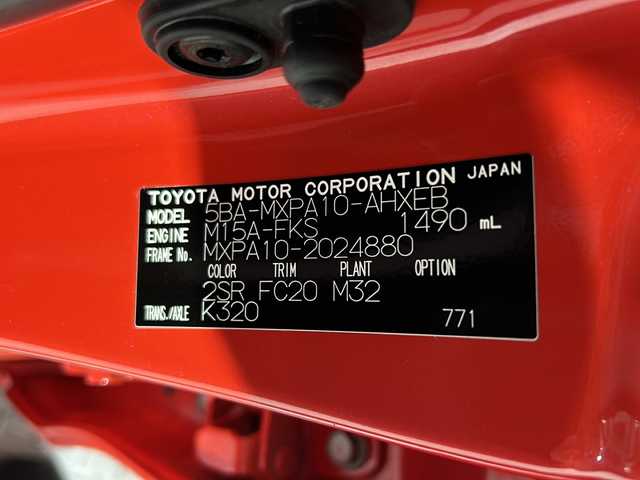 TOYOTA MOTOR CORPORATION JAPAN
MODEL 5BA-MXPA10-AHXEB
ENGINE M15A-FKS 1490 mL
FRAME No. MXPA10-2024880
COLOR TRIM PLANT OPTION
2SR FC20 M32
TRANS./AXLE K320 771